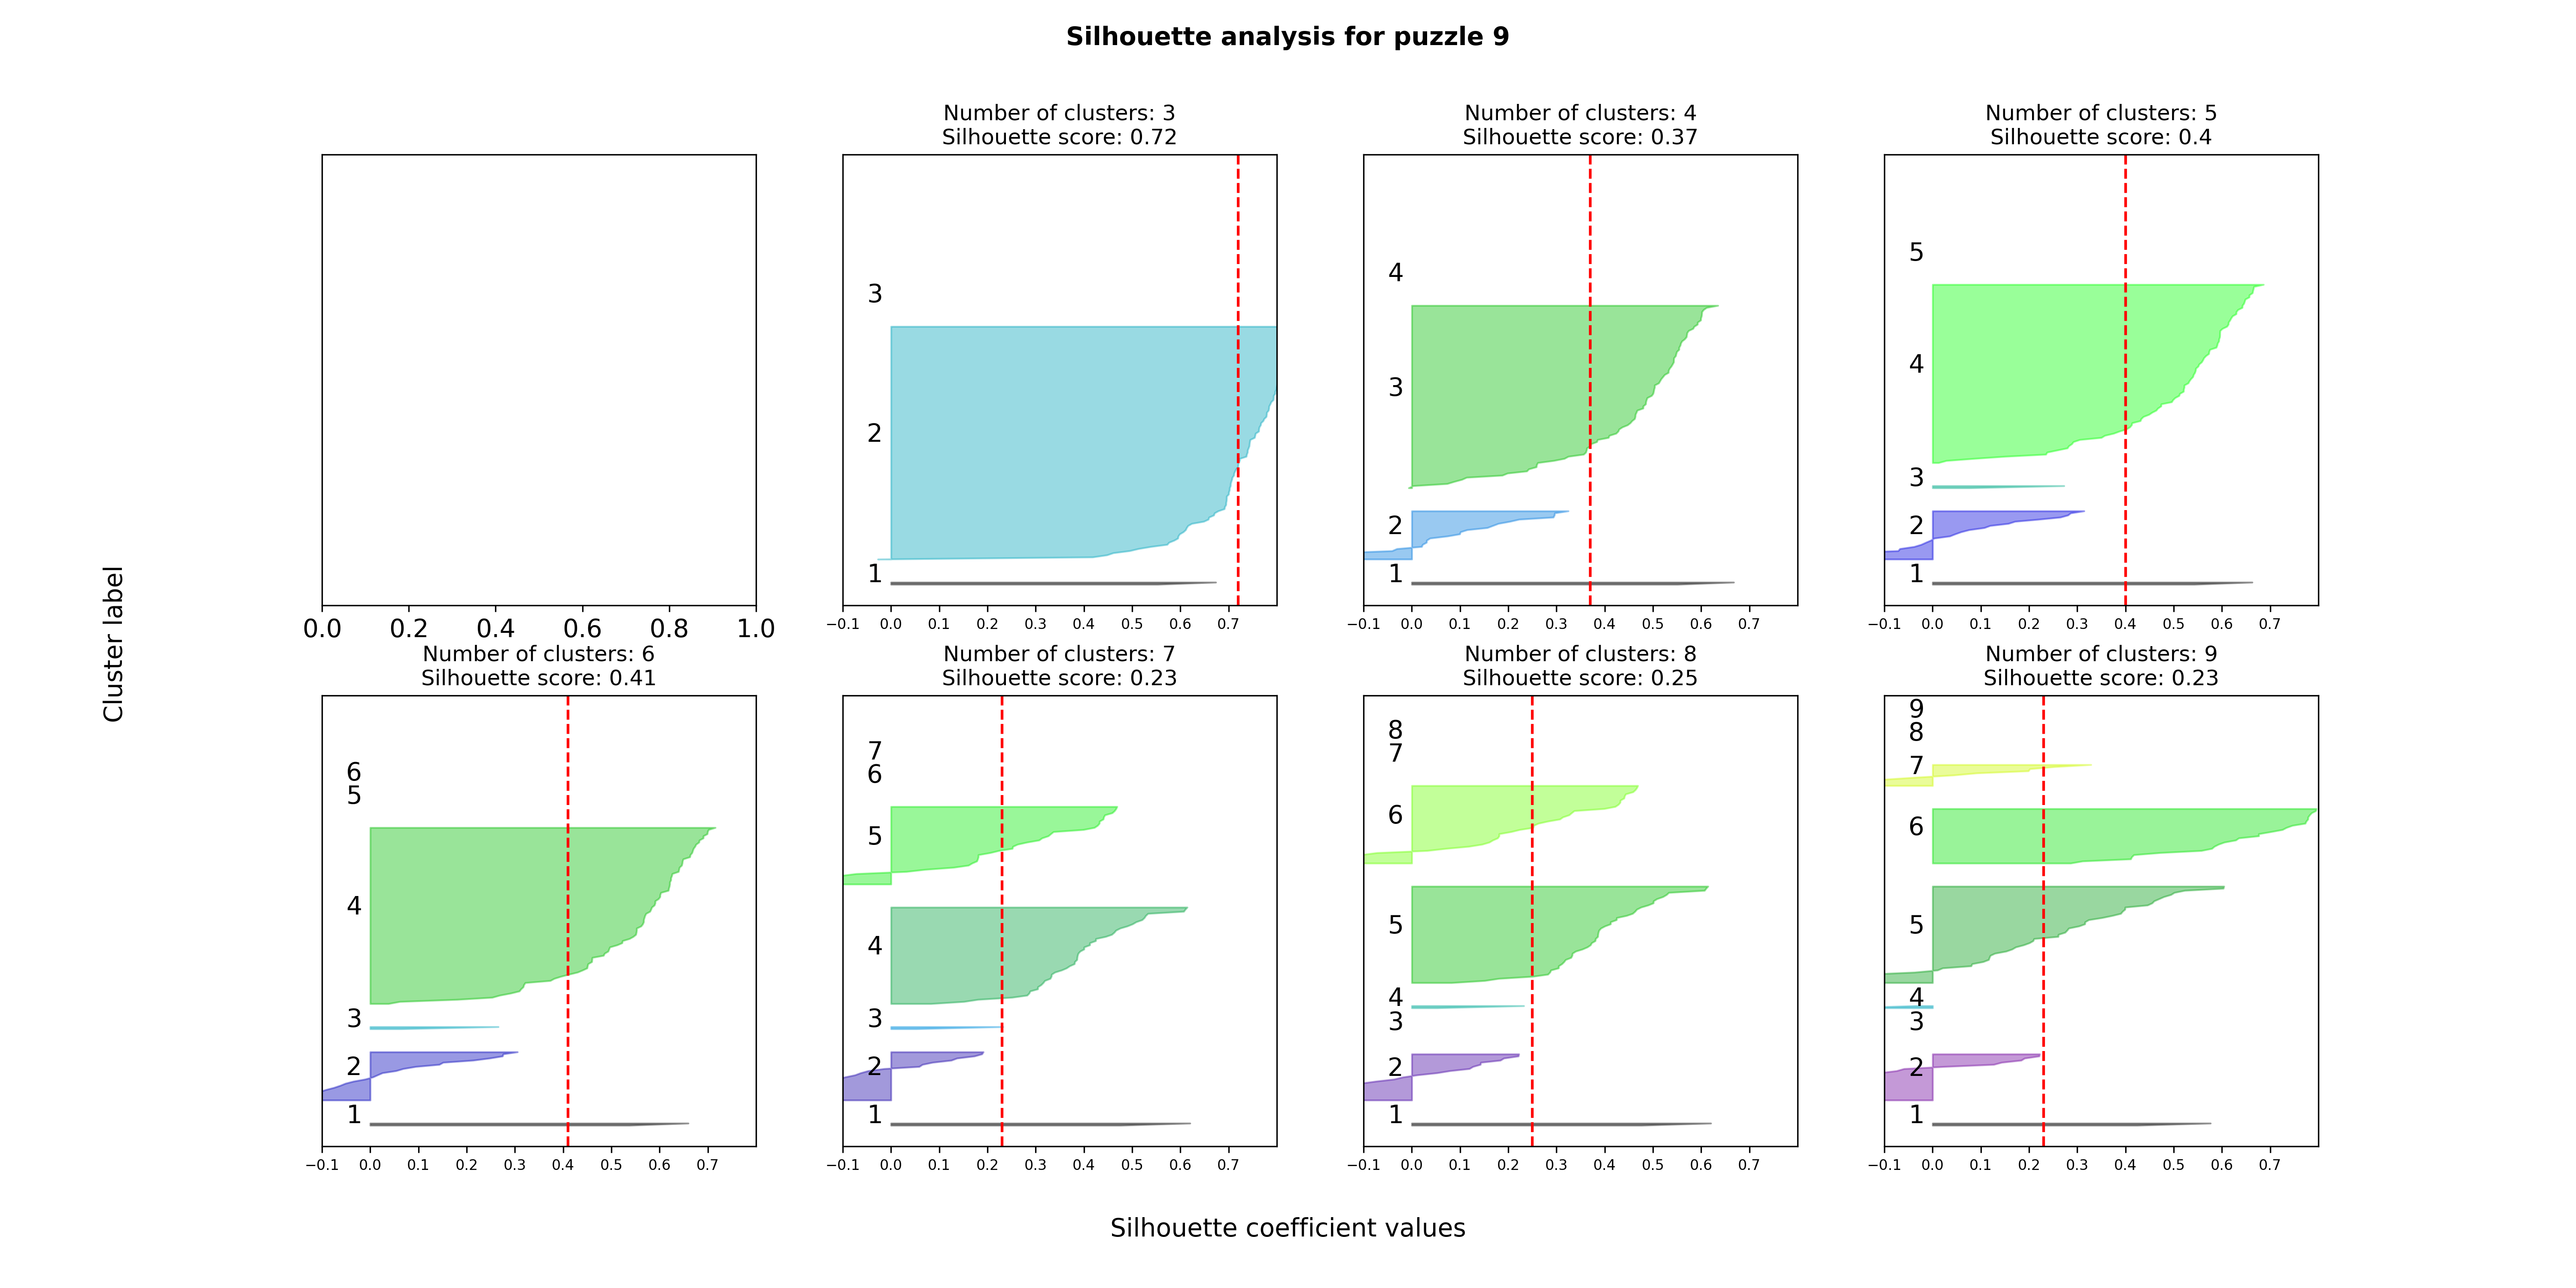 Silhouette analysis for puzzle 9
Number of clusters: 3
Silhouette score: 0.72
Number of clusters: 4
Silhouette score: 0.37
Number of clusters: 5
Silhouette score: 0.4
3
2
1
4
3
2
1
5
4
3
2
1
0.0 0.2 0.4 0.6 0.8 1.0
−0.1 0.0 0.1 0.2 0.3 0.4 0.5 0.6 0.7
−0.1 0.0 0.1 0.2 0.3 0.4 0.5 0.6 0.7
−0.1 0.0 0.1 0.2 0.3 0.4 0.5 0.6 0.7
Cluster label
Number of clusters: 6
Silhouette score: 0.41
Number of clusters: 7
Silhouette score: 0.23
Number of clusters: 8
Silhouette score: 0.25
Number of clusters: 9
Silhouette score: 0.23
6
5
4
3
2
1
7
6
5
4
3
2
1
8
7
6
5
4
3
2
1
9
8
7
6
5
4
3
2
1
−0.1 0.0 0.1 0.2 0.3 0.4 0.5 0.6 0.7
−0.1 0.0 0.1 0.2 0.3 0.4 0.5 0.6 0.7
−0.1 0.0 0.1 0.2 0.3 0.4 0.5 0.6 0.7
−0.1 0.0 0.1 0.2 0.3 0.4 0.5 0.6 0.7
Silhouette coefficient values